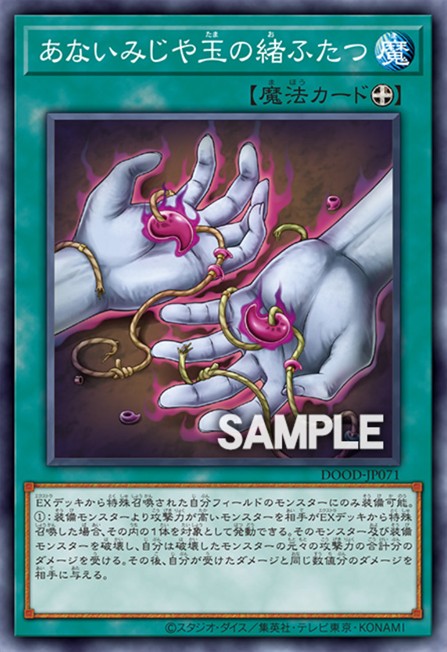 あないみじや玉の緒ふたつ
魔
【魔法カード】
SAMPLE
DOOD-JP071
EXデッキから特殊召喚された自分フィールドのモンスターにのみ装備可能。
①:装備モンスターより攻撃力が高いモンスターを相手がEXデッキから特殊
召喚した場合、その内の1体を対象として発動できる。そのモンスター及び装備
モンスターを破壊し、自分は破壊したモンスターの元々の攻撃力の合計分の
ダメージを受ける。その後、自分が受けたダメージと同じ数値分のダメージを
相手に与える。
©スタジオ・ダイス/集英社・テレビ東京・KONAMI